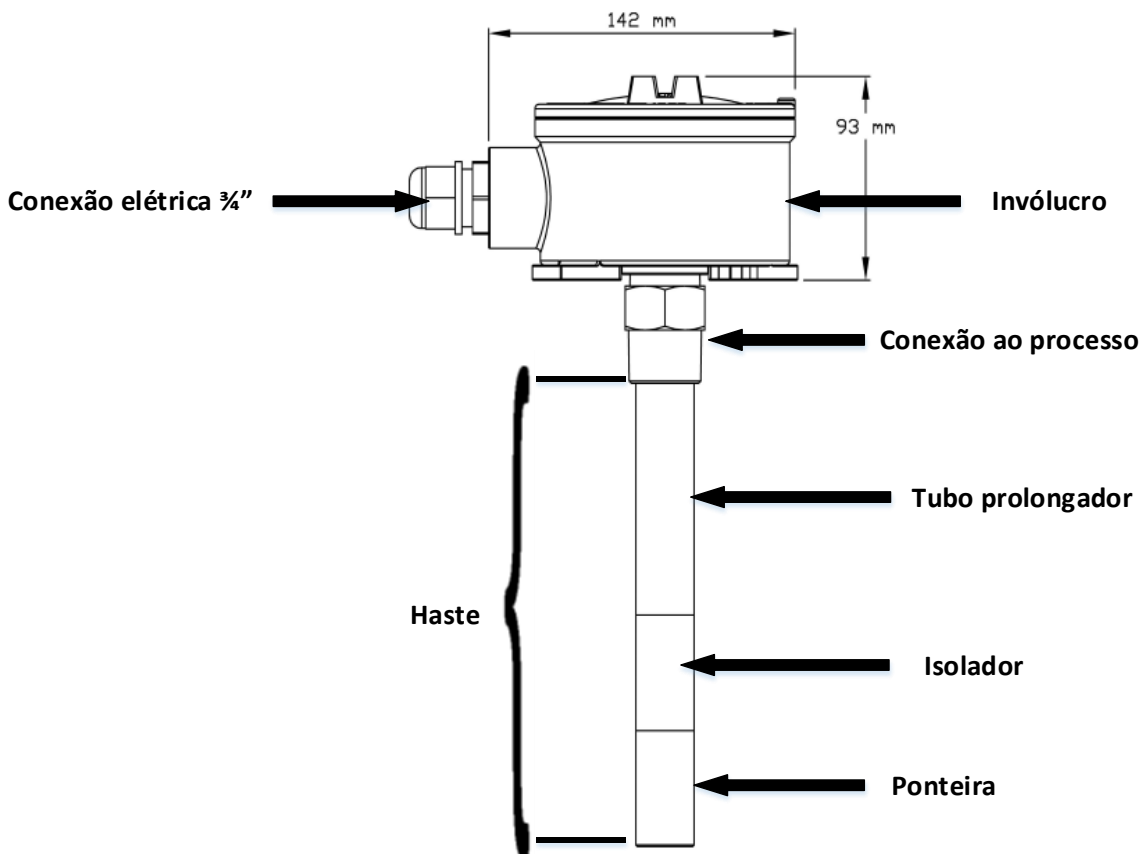 142 mm
93 mm
Conexão elétrica ¾”
Invólucro
Conexão ao processo
Tubo prolongador
Haste
Isolador
Ponteira